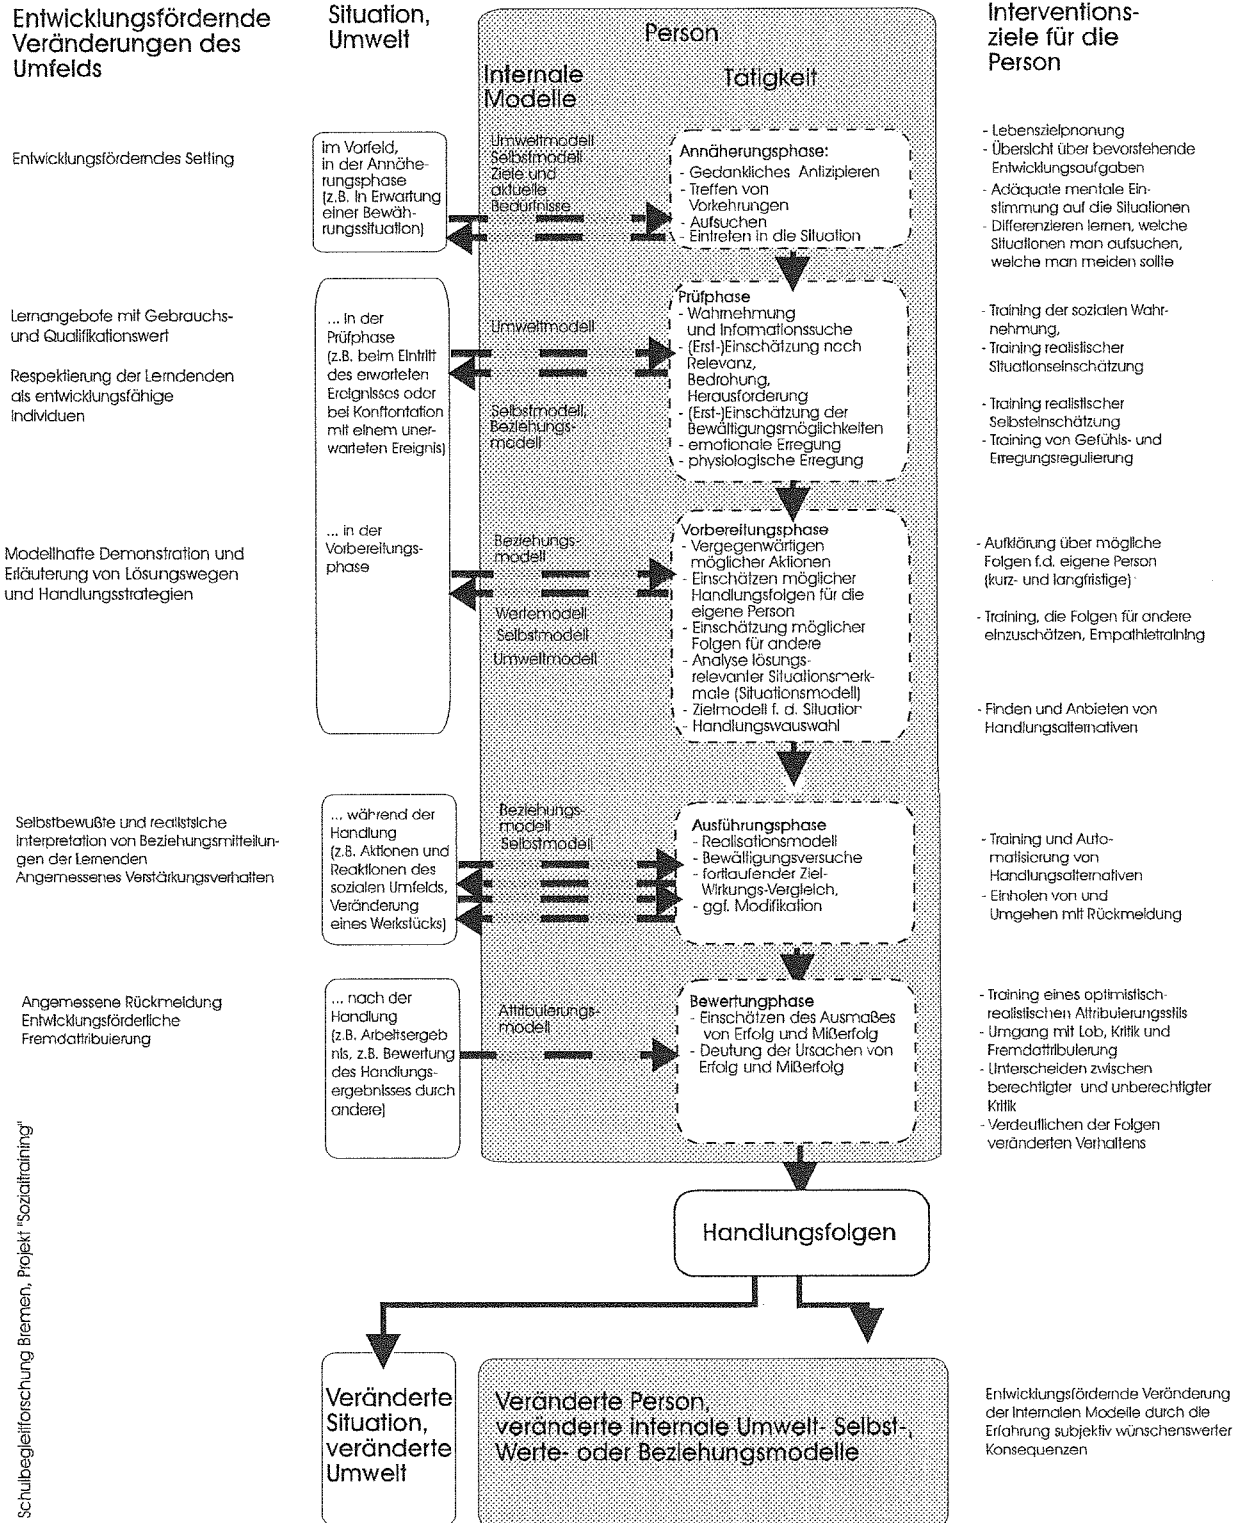 Entwicklungsfördernde
Veränderungen des
Umfelds
Situation,
Umwelt
Person
Internale
Modelle
Tätigkeit
Interventions-
ziele für die
Person
Entwicklungsförderndes Setting
im Vorfeld,
in der Annähe-
rungsphase
(z.B. in Erwartung
einer Bewäh-
rungssituation)
Umweltmodell
Selbstmodell
Ziele und
aktuelle
Bedürfnisse
Annäherungsphase:
- Gedankliches Antizipieren
- Treffen von
Vorkehrungen
- Aufsuchen
- Eintreten in die Situation
- Lebenszielpnanung
- Übersicht über bevorstehende
Entwicklungsaufgaben
- Adäquate mentale Ein-
stimmung auf die Situationen
- Differenzieren lernen, welche
Situationen man aufsuchen,
welche man meiden sollte
Lernangebote mit Gebrauchs-
und Qualifikationswert
Respektierung der Lerndenden
als entwicklungsfähige
Individuen
... in der
Prüfphase
(z.B. beim Eintritt
des erwarteten
Ereignisses oder
bei Konftontation
mit einem uner-
warteten Ereignis)
Umweltmodell
Selbstmodell,
Beziehungs-
modell
Prüfphase
- Wahrnehmung
und Informationssuche
- (Erst-)Einschätzung nach
Relevanz,
Bedrohung,
Herausforderung
- (Erst-)Einschätzung der
Bewältigungsmöglichkeiten
- emotionale Erregung
- physiologische Erregung
- Training der sozialen Wahr-
nehmung,
- Training realistischer
Situationseinschätzung
- Training realistischer
Selbsteinschätzung
- Training von Gefühls- und
Erregungsregulierung
Modellhafte Demonstration und
Erläuterung von Lösungswegen
und Handlungsstrategien
... in der
Vorbereitungs-
phase
Beziehungs-
modell
Wertemodell
Selbstmodell
Umweltmodell
Vorbereitungsphase
- Vergegenwärtigen
möglicher Aktionen
- Einschätzen möglicher
Handlungsfolgen für die
eigene Person
- Einschätzung möglicher
Folgen für andere
- Analyse lösungs-
relevanter Situationsmerk-
male (Situationsmodell)
- Zielmodell f. d. Situation
- Handlungswauswahl
- Aufklärung über mögliche
Folgen f.d. eigene Person
(kurz- und langfristige)
- Training, die Folgen für andere
einzuschätzen, Empathietraining
- Finden und Anbieten von
Handlungsalternativen
Selbstbewußte und realistsiche
Interpretation von Beziehungsmitteilun-
gen der Lernenden
Angemessenes Verstärkungsverhalten
... während der
Handlung
(z.B. Aktionen und
Reaktionen des
sozialen Umfelds,
Veränderung
eines Werkstücks)
Beziehungs-
modell
Selbstmodell
Ausführungsphase
- Realisationsmodell
- Bewältigungsversuche
- fortlaufender Ziel-
Wirkungs-Vergleich,
- ggf. Modifikation
- Training und Auto-
matisierung von
Handlungsalternativen
- Einholen von und
Umgehen mit Rückmeldung
Angemessene Rückmeldung
Entwicklungsförderliche
Fremdattribuierung
... nach der
Handlung
(z.B. Arbeitsergeb
nis, z.B. Bewertung
des Handlungs-
ergebnisses durch
andere)
Attribuierungs-
modell
Bewertungphase
- Einschätzen des Ausmaßes
von Erfolg und Mißerfolg
- Deutung der Ursachen von
Erfolg und Mißerfolg
- Training eines optimistisch-
realistischen Attribuierungsstils
- Umgang mit Lob, Kritik und
Fremdattribuierung
- Unterscheiden zwischen
berechtigter und unberechtigter
Kritik
- Verdeutlichen der Folgen
veränderten Verhaltens
Handlungsfolgen
Veränderte
Situation,
veränderte
Umwelt
Veränderte Person,
veränderte internale Umwelt- Selbst-,
Werte- oder Beziehungsmodelle
Entwicklungsfördernde Veränderung
der internalen Modelle durch die
Erfahrung subjektiv wünschenswerter
Konsequenzen
Schulbegleitforschung Bremen, Projekt "Sozialtraining"